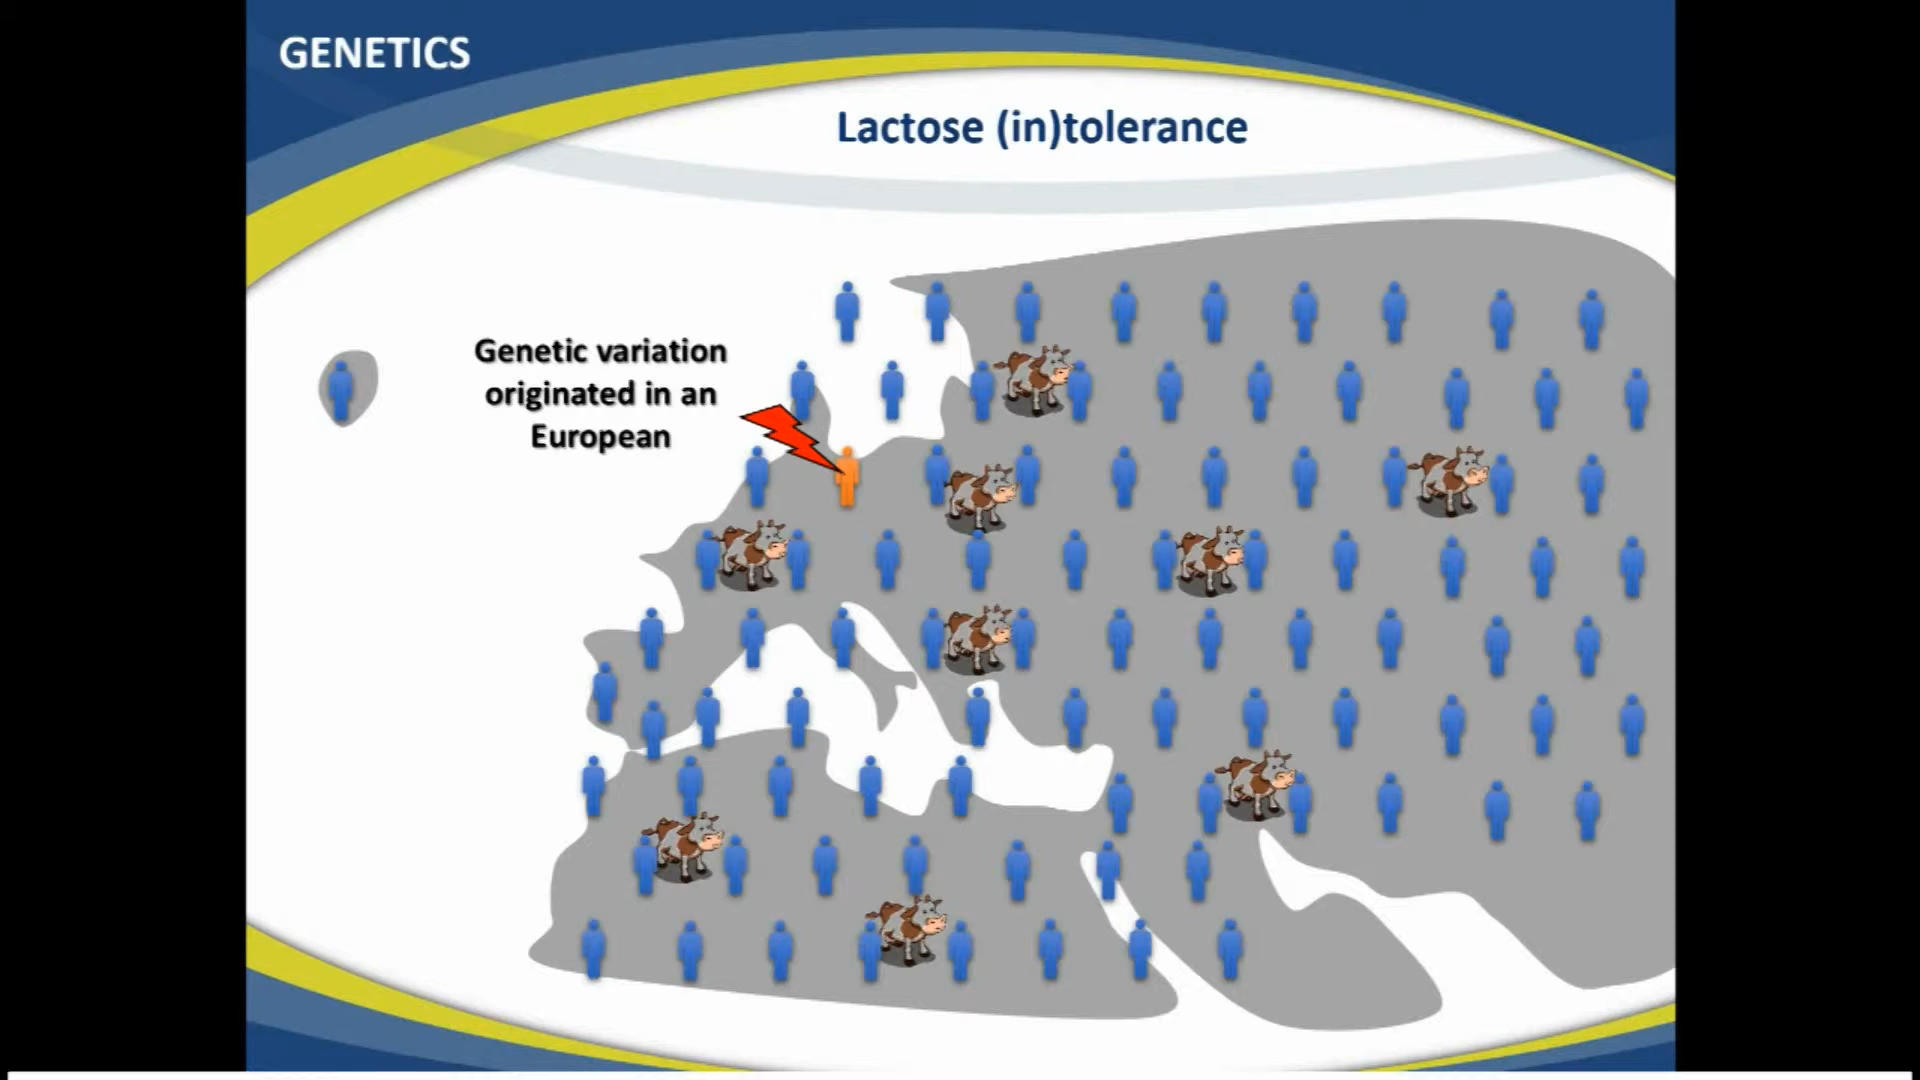 GENETICS
Lactose (in)tolerance
Genetic variation
originated in an
European